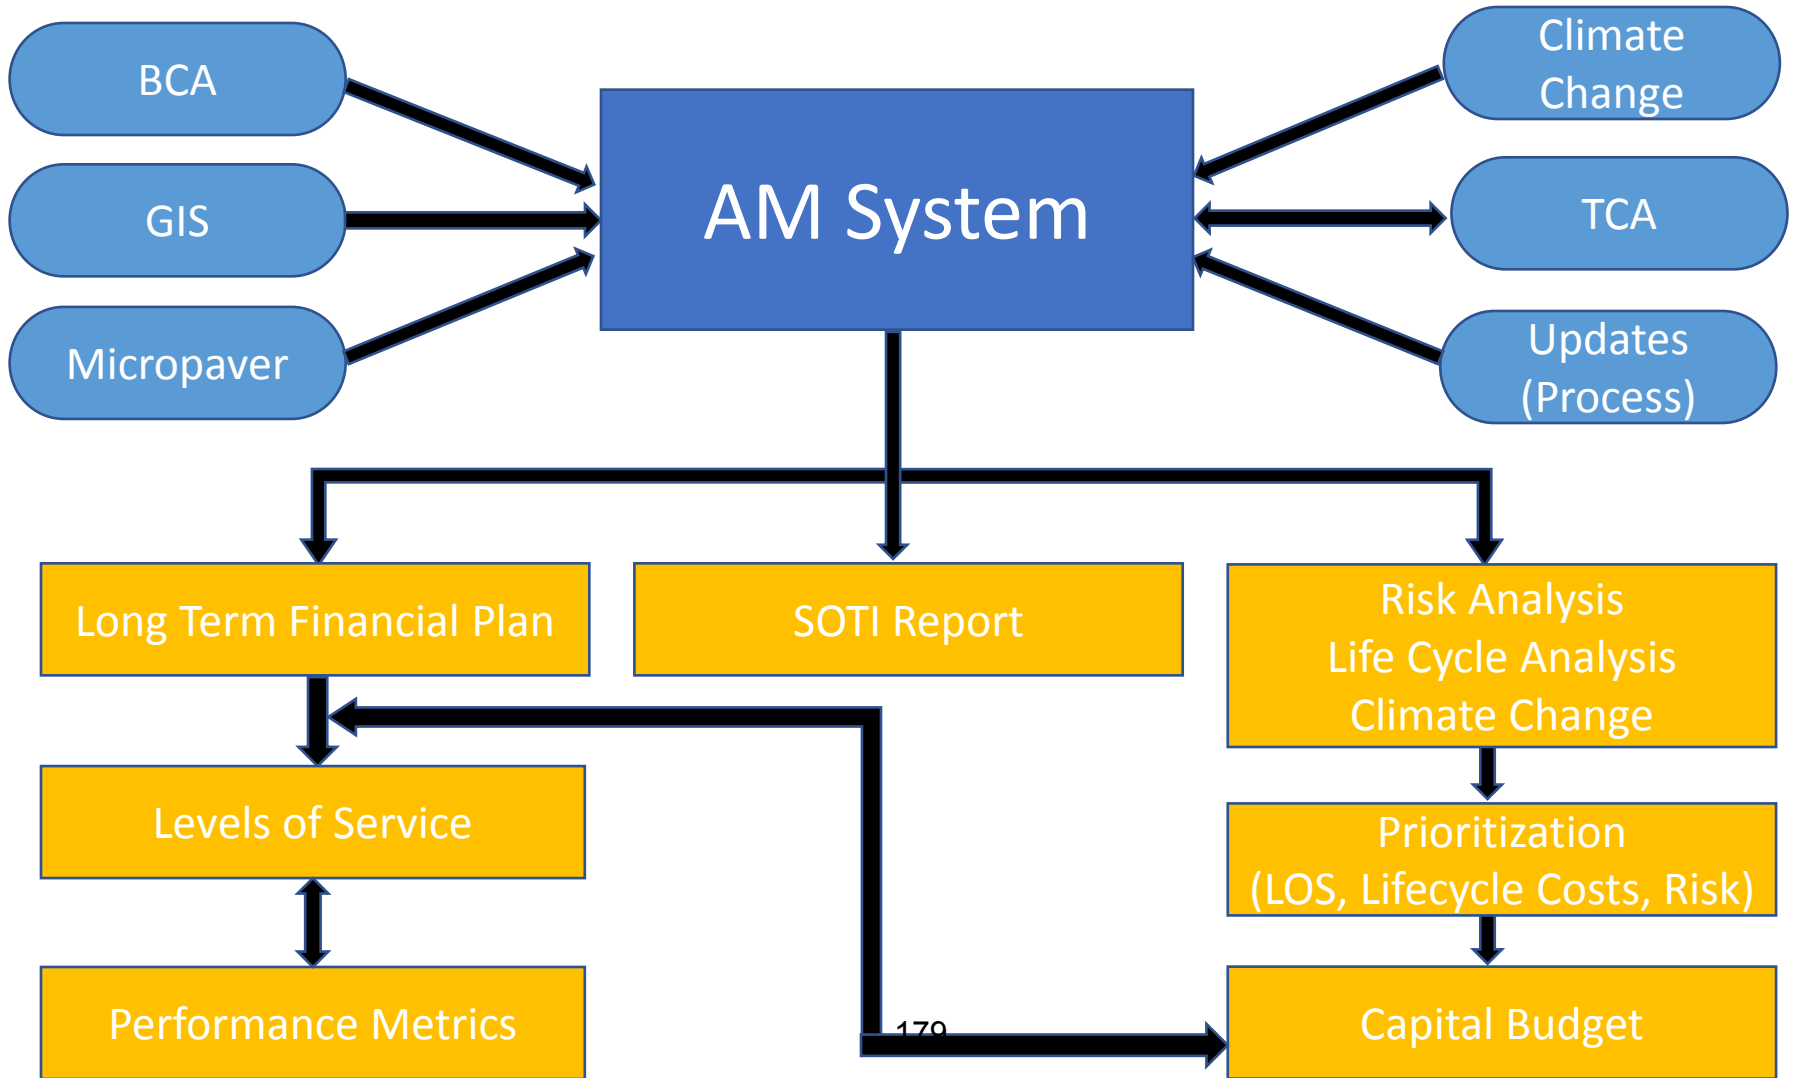 BCA
GIS
Micropaver
AM System
Climate
Change
TCA
Updates
(Process)
Long Term Financial Plan
SOTI Report
Risk Analysis
Life Cycle Analysis
Climate Change
Levels of Service
Prioritization
(LOS, Lifecycle Costs, Risk)
Performance Metrics
179
Capital Budget